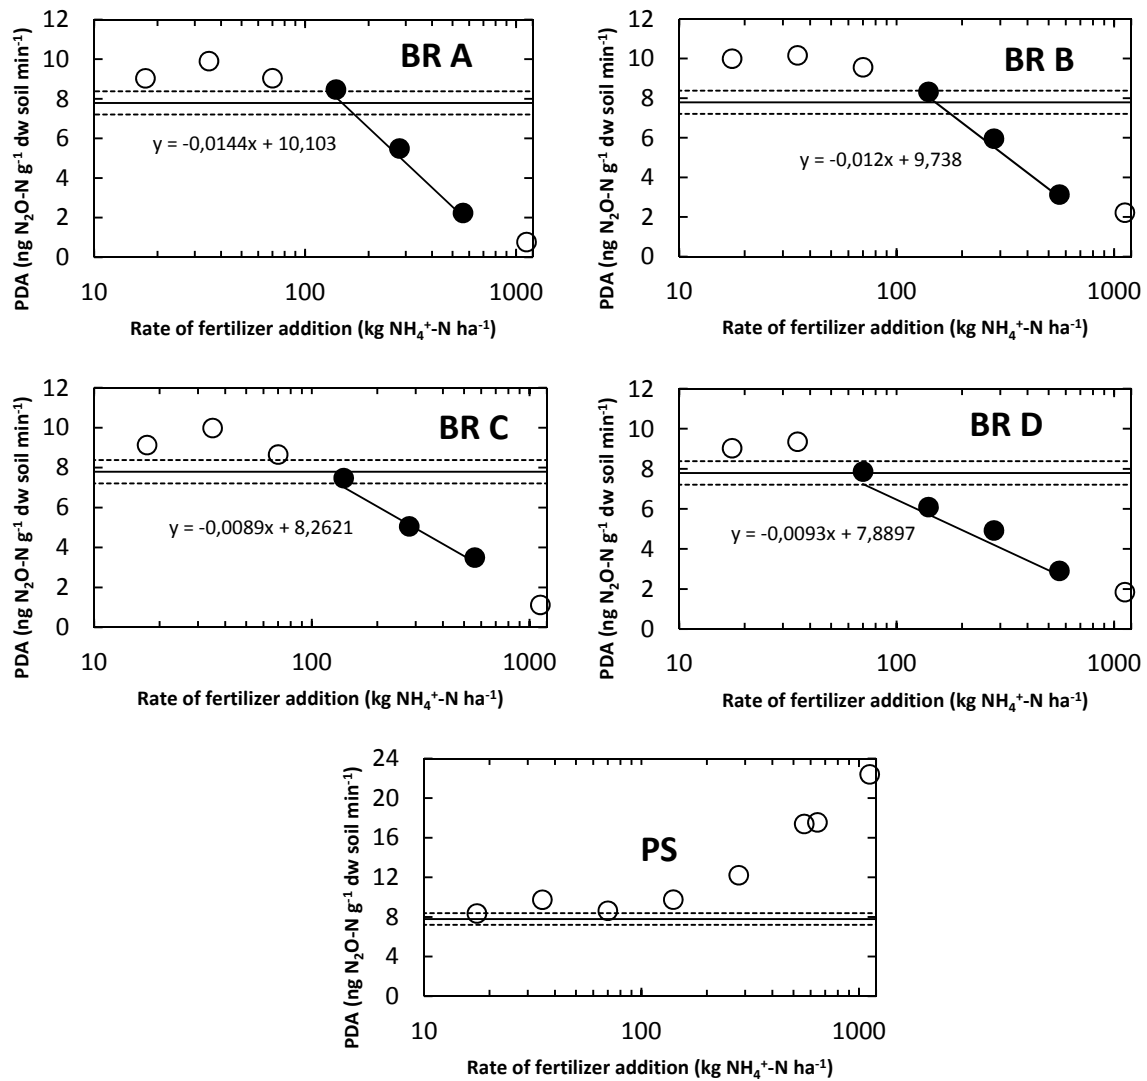 12
10
8
6
4
2
0
PDA (ng N₂O-N g⁻¹ dw soil min⁻¹)
BR A
y = -0,0144x + 10,103
10 100 1000
Rate of fertilizer addition (kg NH₄⁺-N ha⁻¹)
12
10
8
6
4
2
0
PDA (ng N₂O-N g⁻¹ dw soil min⁻¹)
BR B
y = -0,012x + 9,738
10 100 1000
Rate of fertilizer addition (kg NH₄⁺-N ha⁻¹)
12
10
8
6
4
2
0
PDA (ng N₂O-N g⁻¹ dw soil min⁻¹)
BR C
y = -0,0089x + 8,2621
10 100 1000
Rate of fertilizer addition (kg NH₄⁺-N ha⁻¹)
12
10
8
6
4
2
0
PDA (ng N₂O-N g⁻¹ dw soil min⁻¹)
BR D
y = -0,0093x + 7,8897
10 100 1000
Rate of fertilizer addition (kg NH₄⁺-N ha⁻¹)
24
20
16
12
8
4
0
PDA (ng N₂O-N g⁻¹ dw soil min⁻¹)
PS
10 100 1000
Rate of fertilizer addition (kg NH₄⁺-N ha⁻¹)